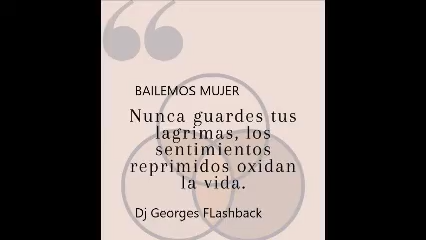 BAILEMOS MUJER
Nunca guardes tus
lagrimas, los
sentimientos
reprimidos oxidan
la vida.
Dj Georges FLashback